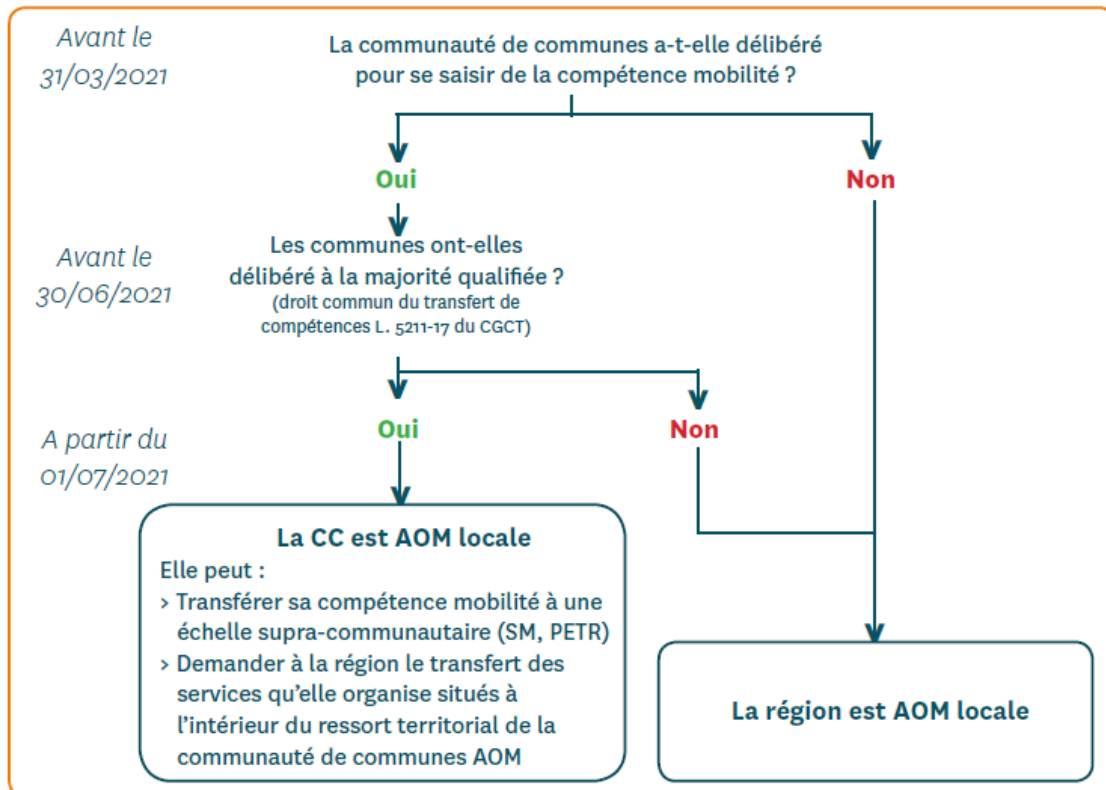 Avant le
31/03/2021
La communauté de communes a-t-elle délibéré
pour se saisir de la compétence mobilité ?
Oui
Non
Avant le
30/06/2021
Les communes ont-elles
délibéré à la majorité qualifiée ?
(droit commun du transfert de
compétences L. 5211-17 du CGCT)
Oui
Non
A partir du
01/07/2021
La CC est AOM locale
Elle peut :
> Transférer sa compétence mobilité à une
échelle supra-communautaire (SM, PETR)
> Demander à la région le transfert des
services qu’elle organise situés à
l’intérieur du ressort territorial de la
communauté de communes AOM
La région est AOM locale